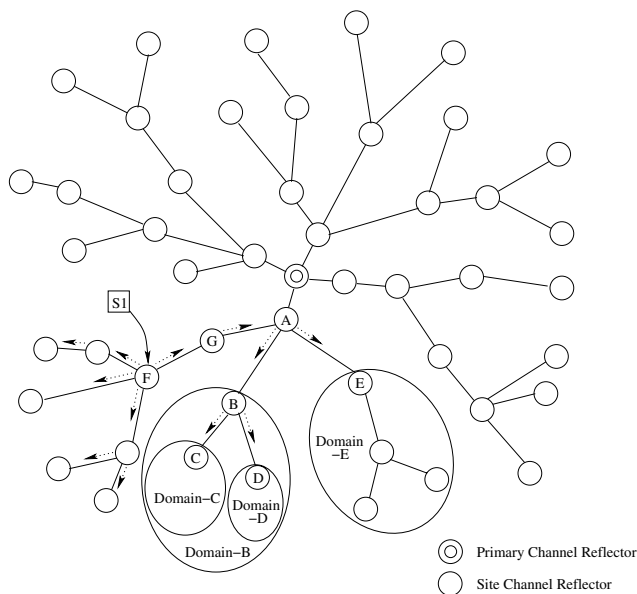 S1
A
G
F
E
B
Domain
-E
C
D
Domain-C
Domain
-D
Domain-B
Primary Channel Reflector
Site Channel Reflector